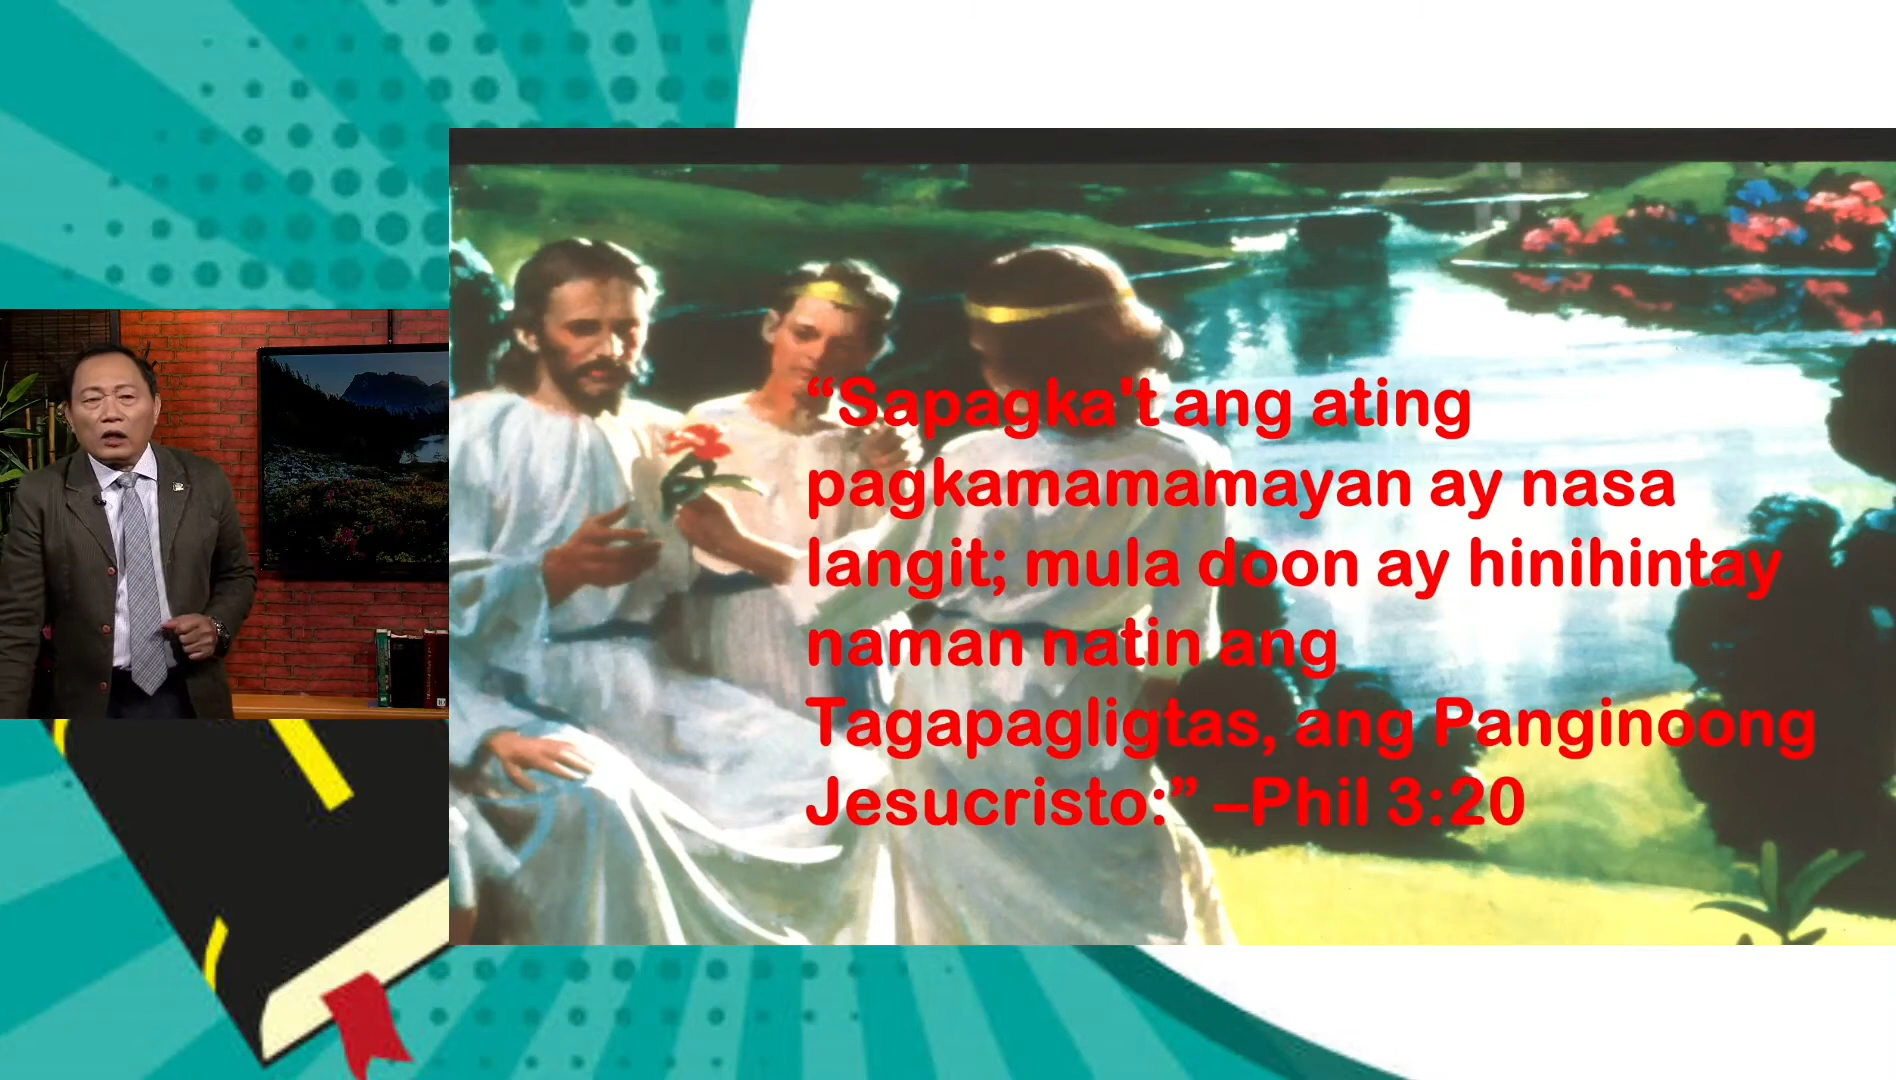 “Sapagka't ang ating
pagkamamamayan ay nasa
langit; mula doon ay hinihintay
naman natin ang
Tagapagligtas, ang Panginoong
Jesucristo:” –Phil 3:20